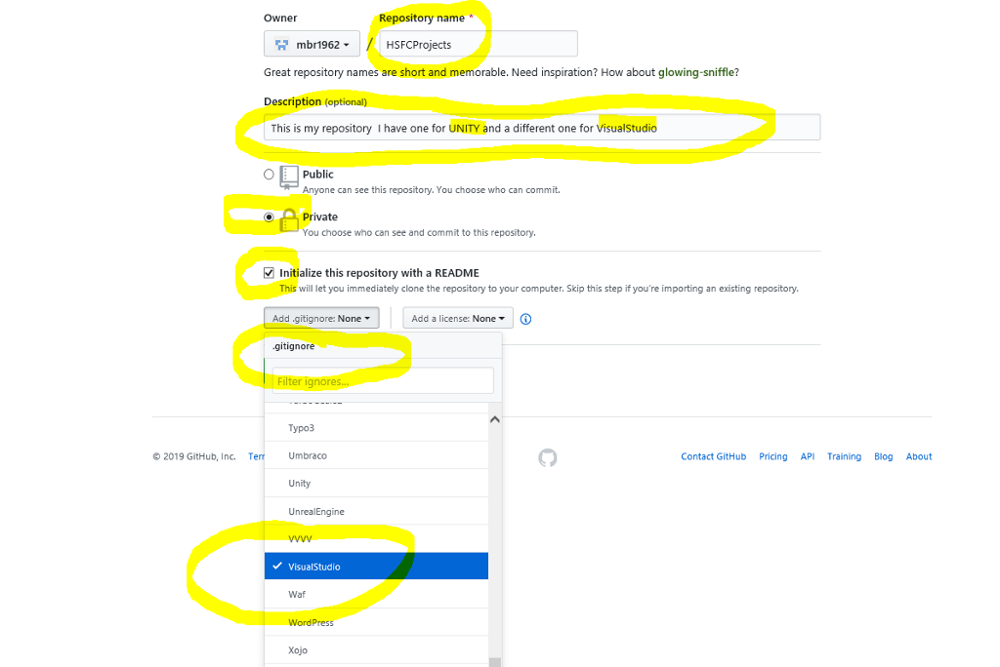 Owner
Repository name *
mbr1962 / HSFCProjects
Great repository names are short and memorable. Need inspiration? How about glowing-sniffle?
Description (optional)
This is my repository I have one for UNITY and a different one for VisualStudio
Public
Anyone can see this repository. You choose who can commit.
Private
You choose who can see and commit to this repository.
Initialize this repository with a README
This will let you immediately clone the repository to your computer. Skip this step if you're importing an existing repository.
Add .gitignore: None
Add a license: None
.gitignore
Filter ignores...
Typo3
Umbraco
© 2019 GitHub, Inc.
Contact GitHub
Pricing
API
Training
Blog
About
Unity
UnrealEngine
VVVV
VisualStudio
Waf
WordPress
Xojo